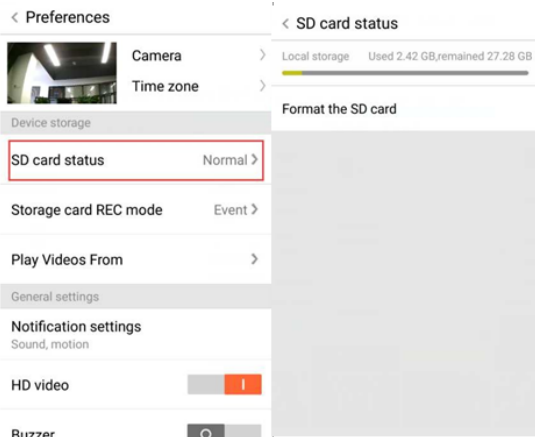 Preferences
Camera
Time zone
Device storage
SD card status Normal
Storage card REC mode Event
Play Videos From
General settings
Notification settings
Sound, motion
HD video
Buzzer
SD card status
Local storage Used 2.42 GB,remained 27.28 GB
Format the SD card